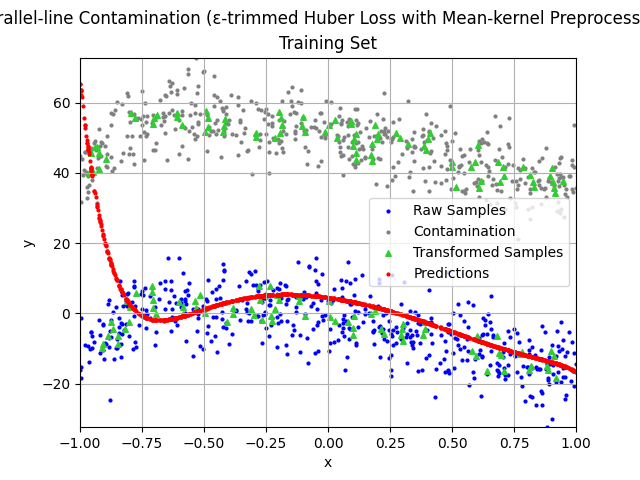 rallel-line Contamination (ε-trimmed Huber Loss with Mean-kernel Preprocess
Training Set
60
40
20
0
−20
y
Raw Samples
Contamination
Transformed Samples
Predictions
−1.00 −0.75 −0.50 −0.25 0.00 0.25 0.50 0.75 1.00
x